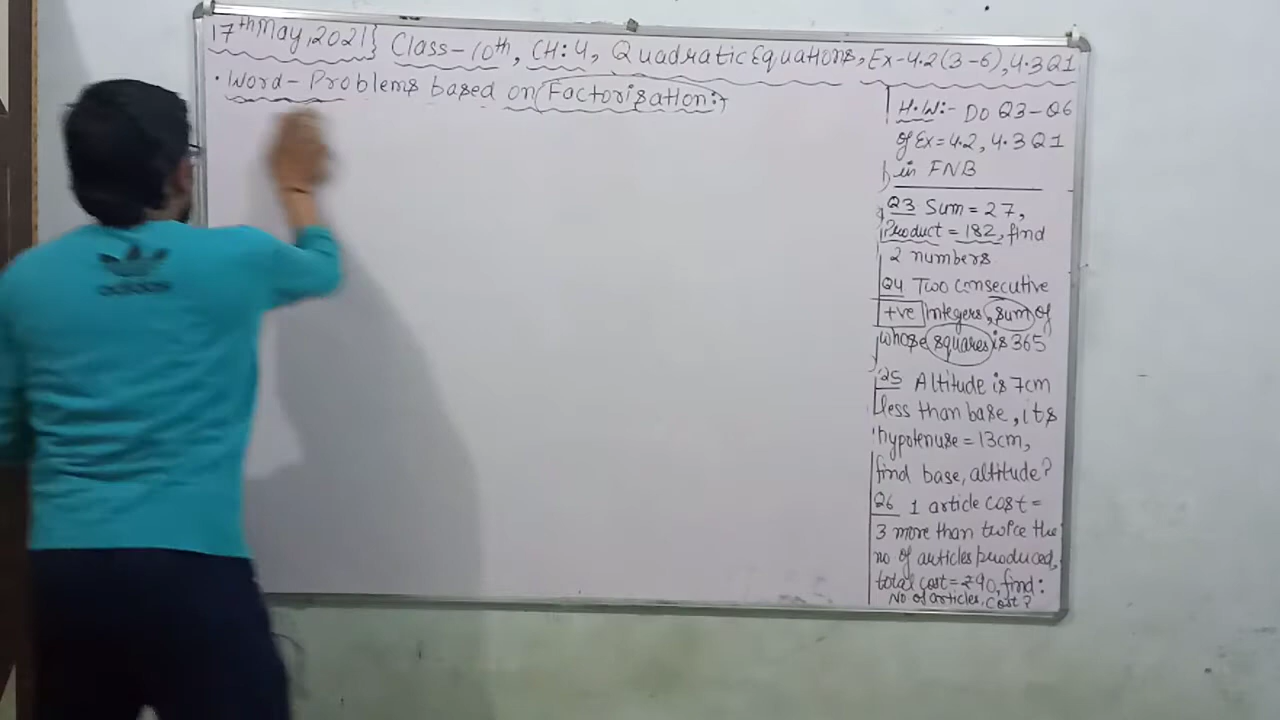 17th May, 2021} Class-10th, CH: 4, Quadratic Equations, Ex-4.2(3-6), 4.3Q1
• Word-Problems based on Factorisation:-
H.W:- Do Q3-Q6
of Ex=4.2, 4.3Q1
in FNB
Q3 Sum = 27,
Product = 182, find
2 numbers
Q4 Two consecutive
+ve Integers, sum of
whose squares is 365
Q5 Altitude is 7cm
less than base, its
hypotenuse = 13cm,
find base, altitude?
Q6 1 article cost =
3 more than twice the
no of articles produced,
total cost = ₹90, find:
No of articles, cost?
adidas